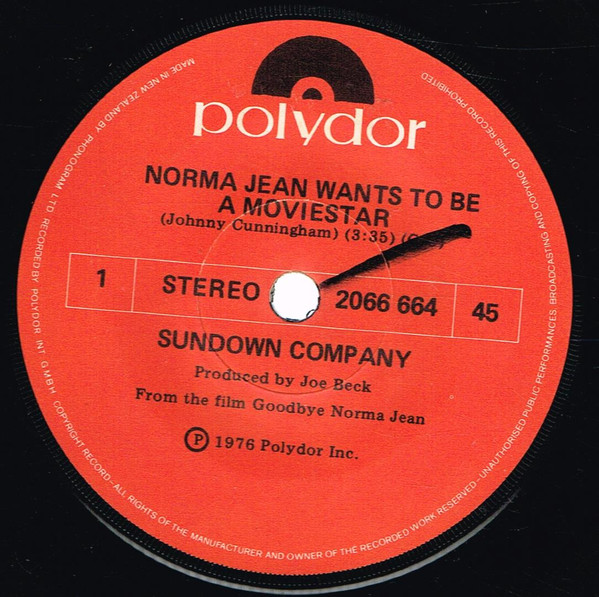 polydor
NORMA JEAN WANTS TO BE
A MOVIESTAR
(Johnny Cunningham) (3:35)
1
STEREO
2066 664
45
SUNDOWN COMPANY
Produced by Joe Beck
From the film Goodbye Norma Jean
Ⓟ 1976 Polydor Inc.
MADE IN NEW ZEALAND BY PHONOGRAM LTD. RECORDED BY POLYDOR INT. GMBH COPYRIGHT RECORD - ALL RIGHTS OF THE MANUFACTURER AND OWNER OF THE RECORDED WORK RESERVED - UNAUTHORISED PUBLIC PERFORMANCES, BROADCASTING AND COPYING OF THIS RECORD PROHIBITED